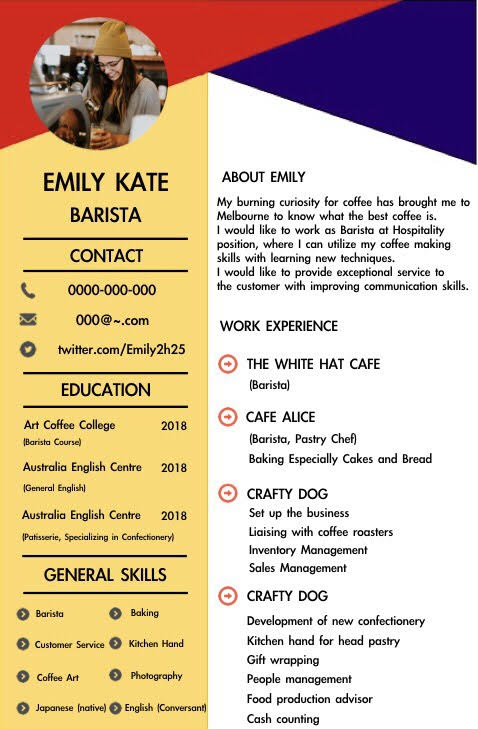 EMILY KATE
BARISTA
CONTACT
0000-000-000
000@~.com
twitter.com/Emily2h25
EDUCATION
Art Coffee College 2018
(Barista Course)
Australia English Centre 2018
(General English)
Australia English Centre 2018
(Patisserie, Specializing in Confectionery)
GENERAL SKILLS
Barista Baking
Customer Service Kitchen Hand
Coffee Art Photography
Japanese (native) English (Conversant)
ABOUT EMILY
My burning curiosity for coffee has brought me to
Melbourne to know what the best coffee is.
I would like to work as Barista at Hospitality
position, where I can utilize my coffee making
skills with learning new techniques.
I would like to provide exceptional service to
the customer with improving communication skills.
WORK EXPERIENCE
THE WHITE HAT CAFE
(Barista)
CAFE ALICE
(Barista, Pastry Chef)
Baking Especially Cakes and Bread
CRAFTY DOG
Set up the business
Liaising with coffee roasters
Inventory Management
Sales Management
CRAFTY DOG
Development of new confectionery
Kitchen hand for head pastry
Gift wrapping
People management
Food production advisor
Cash counting